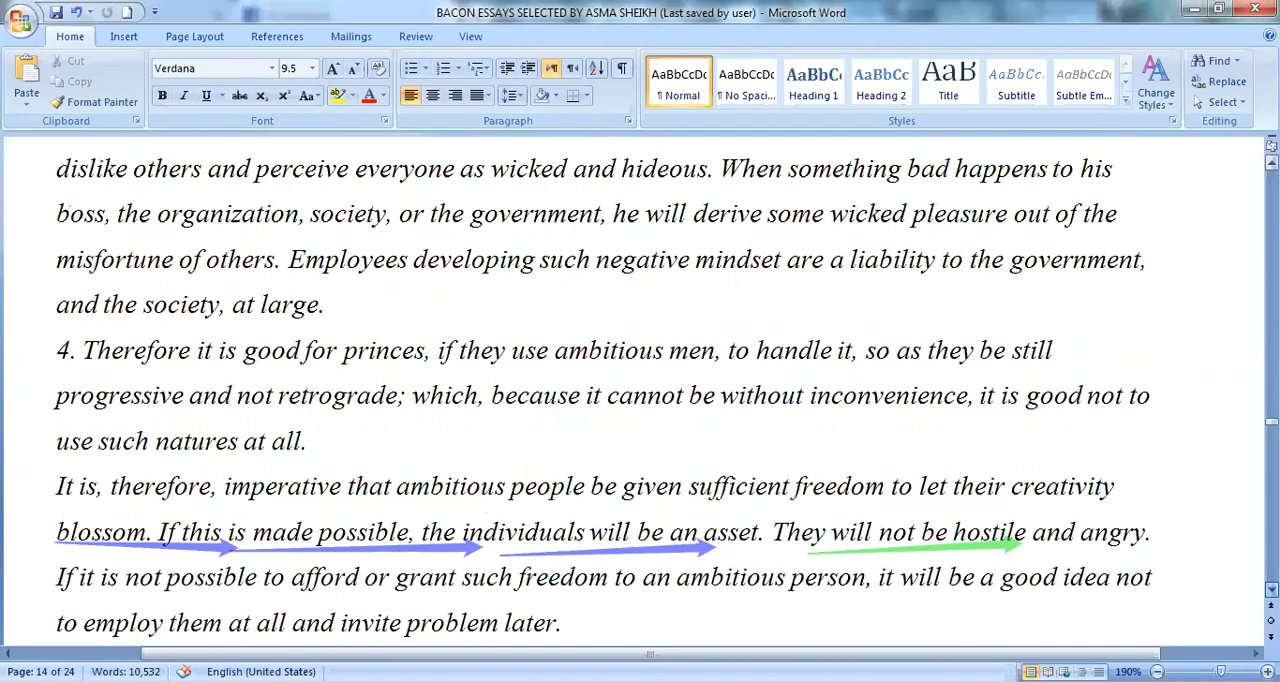 BACON ESSAYS SELECTED BY ASMA SHEIKH (Last saved by user) - Microsoft Word
Home Insert Page Layout References Mailings Review View
Paste Cut Copy Format Painter Clipboard
Verdana 9.5 Font
Paragraph
AaBbCcDc AaBbCcDc AaBbC AaBbCc AaB AaBbCcL AaBbCcDc
¶ Normal ¶ No Spaci... Heading 1 Heading 2 Title Subtitle Subtle Em... Change Styles Styles
Find Replace Select Editing
dislike others and perceive everyone as wicked and hideous. When something bad happens to his
boss, the organization, society, or the government, he will derive some wicked pleasure out of the
misfortune of others. Employees developing such negative mindset are a liability to the government,
and the society, at large.
4. Therefore it is good for princes, if they use ambitious men, to handle it, so as they be still
progressive and not retrograde; which, because it cannot be without inconvenience, it is good not to
use such natures at all.
It is, therefore, imperative that ambitious people be given sufficient freedom to let their creativity
blossom. If this is made possible, the individuals will be an asset. They will not be hostile and angry.
If it is not possible to afford or grant such freedom to an ambitious person, it will be a good idea not
to employ them at all and invite problem later.
Page: 14 of 24 Words: 10,532 English (United States) 190%